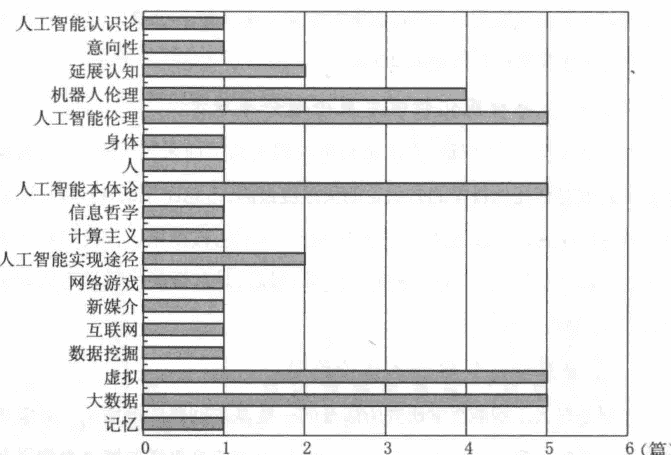 人工智能认识论
意向性
延展认知
机器人伦理
人工智能伦理
身体
人
人工智能本体论
信息哲学
计算主义
人工智能实现途径
网络游戏
新媒介
互联网
数据挖掘
虚拟
大数据
记忆
0 1 2 3 4 5 6 (篇)